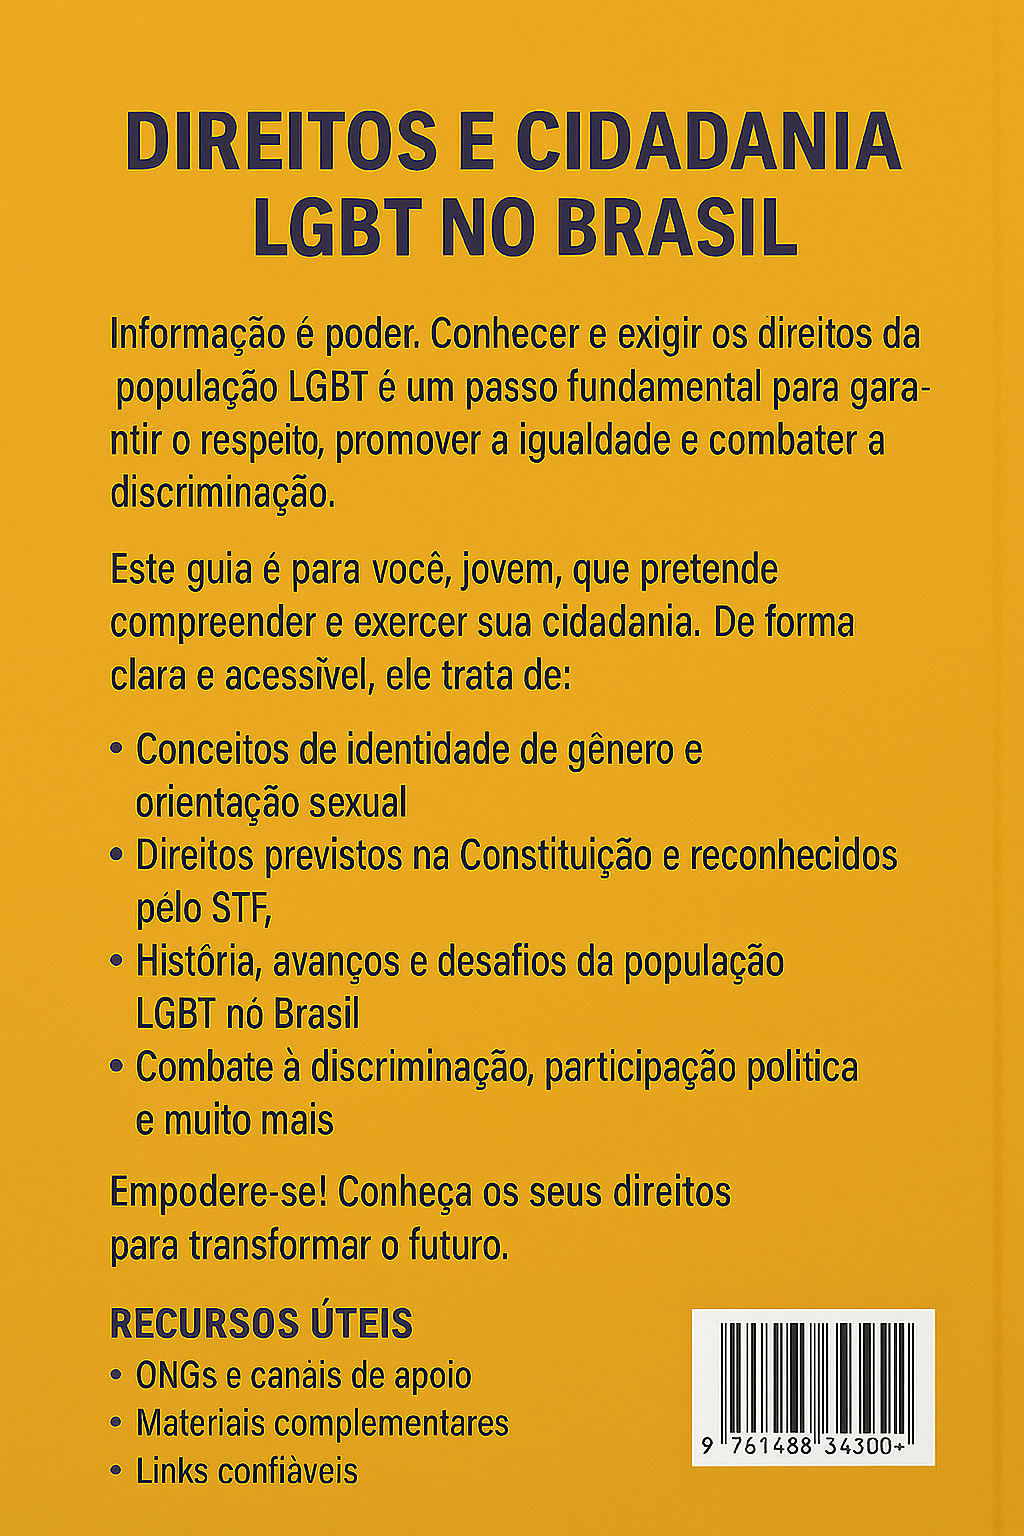 DIREITOS E CIDADANIA
LGBT NO BRASIL
Informação é poder. Conhecer e exigir os direitos da
população LGBT é um passo fundamental para gara-
ntir o respeito, promover a igualdade e combater a
discriminação.
Este guia é para você, jovem, que pretende
compreender e exercer sua cidadania. De forma
clara e acessĭvel, ele trata de:
• Conceitos de identidade de gênero e
orientação sexual
• Direitos previstos na Constituição e reconhecidos
pélo STF,
• Histôria, avanços e desafios da população
LGBT nó Brasil
• Combate à discriminação, participação politica
e muito mais
Empodere-se! Conheça os seus direitos
para transformar o futuro.
RECURSOS ÚTEIS
• ONGs e canàis de apoio
• Materiais complementares
• Links confiàveis
9 761488 34300+